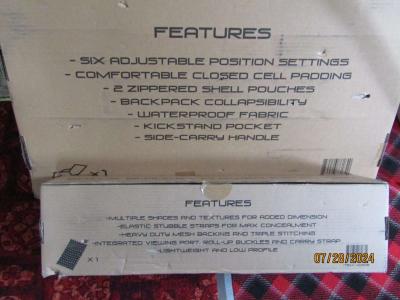 FEATURES
- SIX ADJUSTABLE POSITION SETTINGS
- COMFORTABLE CLOSED CELL PADDING
- 2 ZIPPERED SHELL POUCHES
- BACKPACK COLLAPSIBILITY
- WATERPROOF FABRIC
- KICKSTAND POCKET
- SIDE-CARRY HANDLE
x 1
FEATURES
- MULTIPLE SHADES AND TEXTURES FOR ADDED DIMENSION
- ELASTIC STUBBLE STRAPS FOR MAX CONCEALMENT
- HEAVY DUTY MESH BACKING AND TRIPLE STITCHING
- INTEGRATED VIEWING PORT, ROLL-UP BUCKLES AND CARRY STRAP
- LIGHTWEIGHT AND LOW PROFILE
X 1
07/28/2024